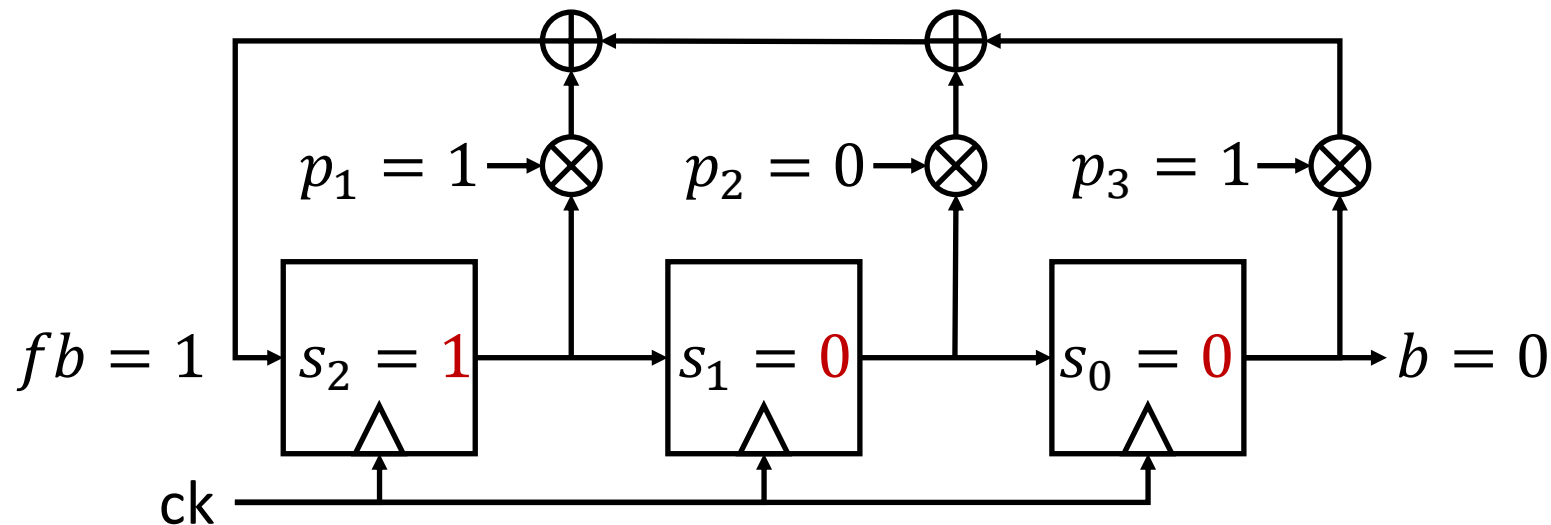 p₁ = 1
p₂ = 0
p₃ = 1
fb = 1
s₂ = 1
s₁ = 0
s₀ = 0
b = 0
ck